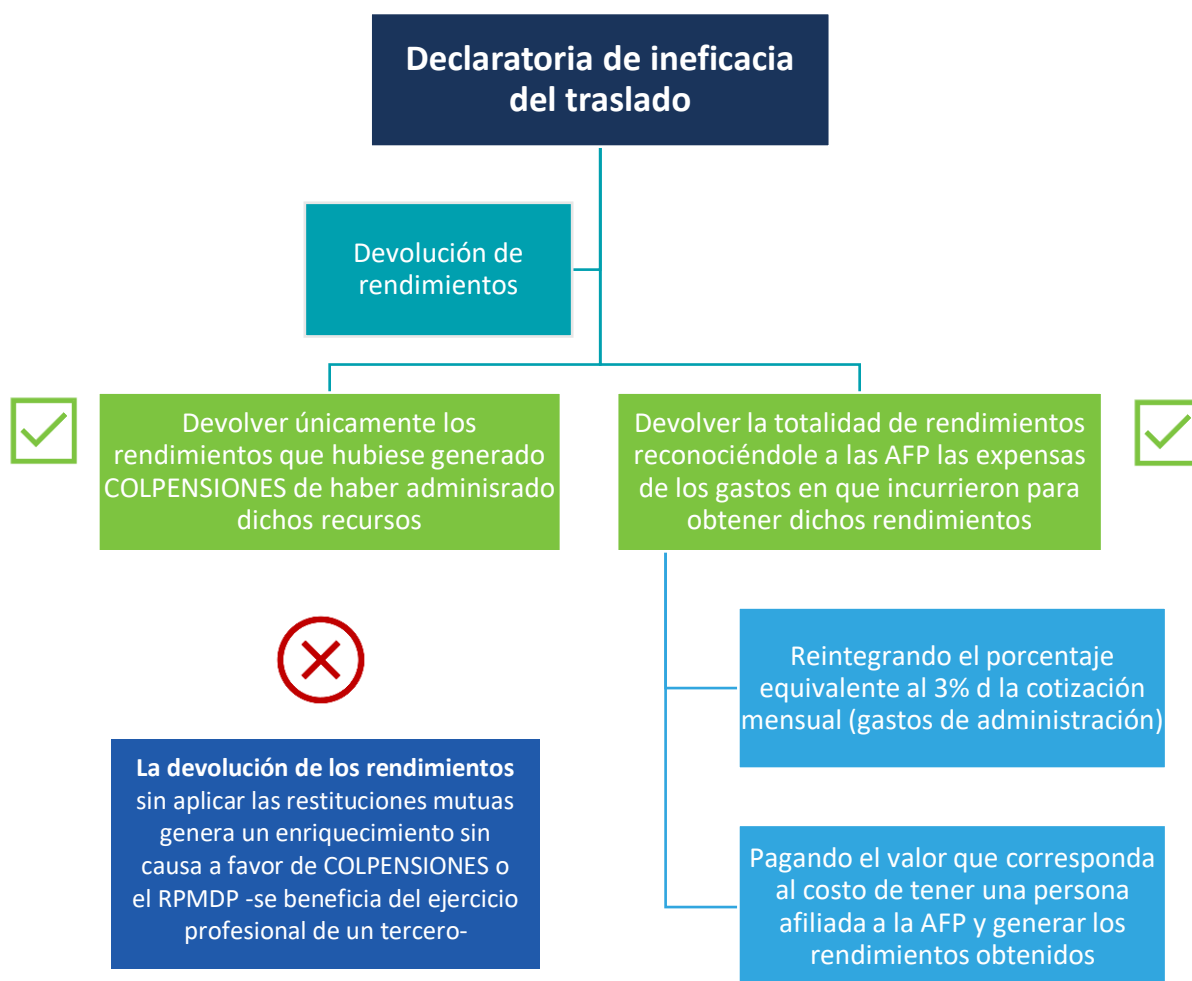 Declaratoria de ineficacia
del traslado
Devolución de
rendimientos
Devolver únicamente los
rendimientos que hubiese generado
COLPENSIONES de haber adminisrado
dichos recursos
Devolver la totalidad de rendimientos
reconociéndole a las AFP las expensas
de los gastos en que incurrieron para
obtener dichos rendimientos
Reintegrando el porcentaje
equivalente al 3% d la cotización
mensual (gastos de administración)
La devolución de los rendimientos
sin aplicar las restituciones mutuas
genera un enriquecimiento sin
causa a favor de COLPENSIONES o
el RPMDP -se beneficia del ejercicio
profesional de un tercero-
Pagando el valor que corresponda
al costo de tener una persona
afiliada a la AFP y generar los
rendimientos obtenidos